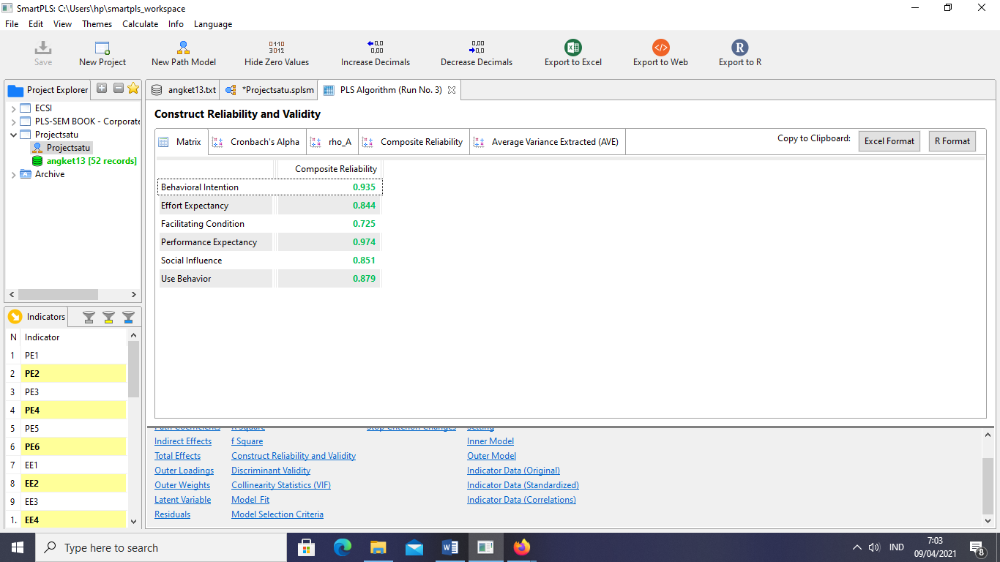 SmartPLS: C:\Users\hp\smartpls_workspace
File Edit View Themes Calculate Info Language
0110
3012
0,0
0,00
0,00
0,0
Save New Project New Path Model Hide Zero Values Increase Decimals Decrease Decimals Export to Excel Export to Web R Export to R
Project Explorer
ECSI
PLS-SEM BOOK - Corporate
Projectsatu
Projectsatu
angket13 [52 records]
Archive
Indicators
N Indicator
1 PE1
2 PE2
3 PE3
4 PE4
5 PE5
6 PE6
7 EE1
8 EE2
9 EE3
1. EE4
angket13.txt *Projectsatu.splsm PLS Algorithm (Run No. 3)
Construct Reliability and Validity
Matrix Cronbach's Alpha rho_A Composite Reliability Average Variance Extracted (AVE) Copy to Clipboard: Excel Format R Format
Composite Reliability
Behavioral Intention 0.935
Effort Expectancy 0.844
Facilitating Condition 0.725
Performance Expectancy 0.974
Social Influence 0.851
Use Behavior 0.879
Path Coefficients R Square Stop Criterion Changes Setting
Indirect Effects f Square Inner Model
Total Effects Construct Reliability and Validity Outer Model
Outer Loadings Discriminant Validity Indicator Data (Original)
Outer Weights Collinearity Statistics (VIF) Indicator Data (Standardized)
Latent Variable Model_Fit Indicator Data (Correlations)
Residuals Model Selection Criteria
Type here to search W IND 7:03
09/04/2021 8